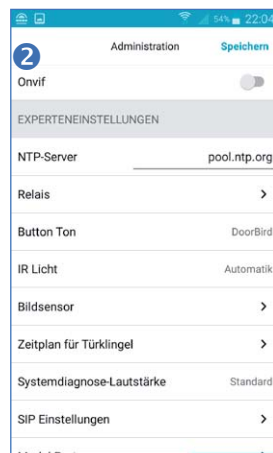 54% 22:04
2
Administration Speichern
Onvif
EXPERTENEINSTELLUNGEN
NTP-Server pool.ntp.org
Relais
Button Ton DoorBird
IR Licht Automatik
Bildsensor
Zeitplan für Türklingel
Systemdiagnose-Lautstärke Standard
SIP Einstellungen